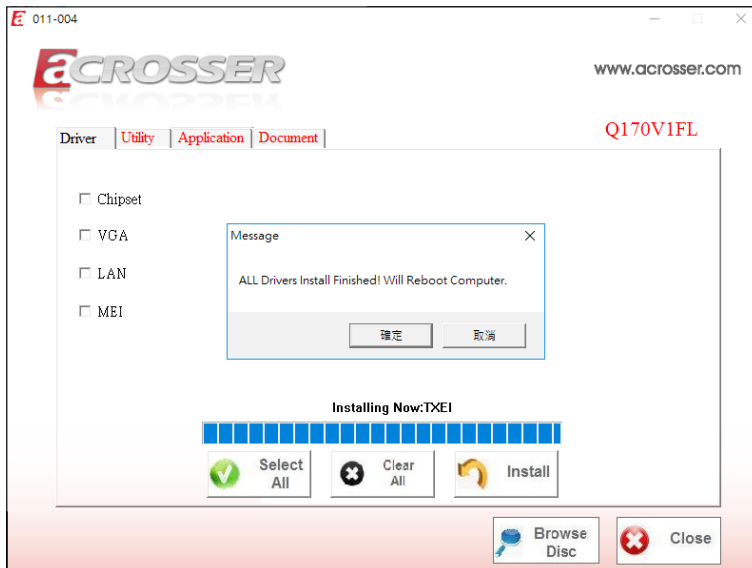 011-004
acrosser
www.acrosser.com
Driver Utility Application Document
Q170V1FL
Chipset
VGA
LAN
MEI
Message
ALL Drivers Install Finished! Will Reboot Computer.
確定 取消
Installing Now:TXEI
Select All
Clear All
Install
Browse Disc
Close